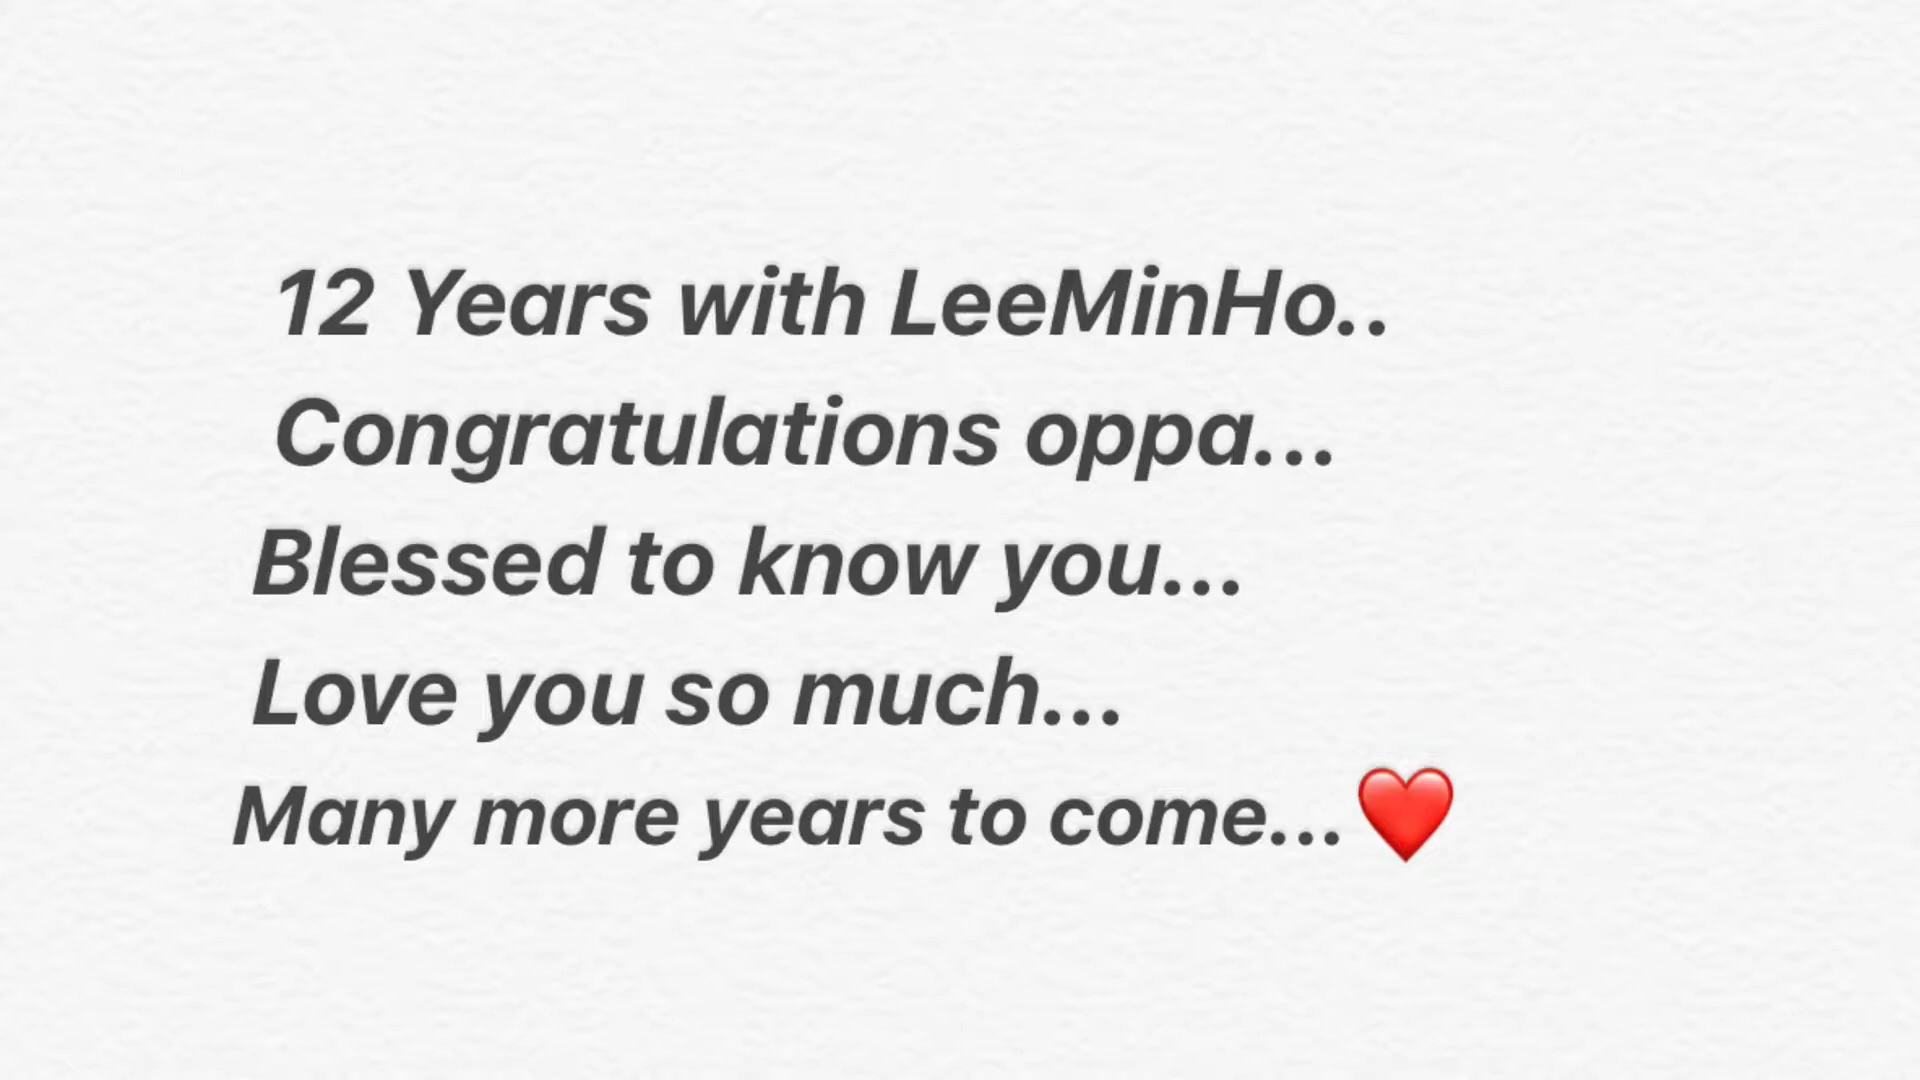 12 Years with LeeMinHo..
Congratulations oppa...
Blessed to know you...
Love you so much...
Many more years to come...❤️